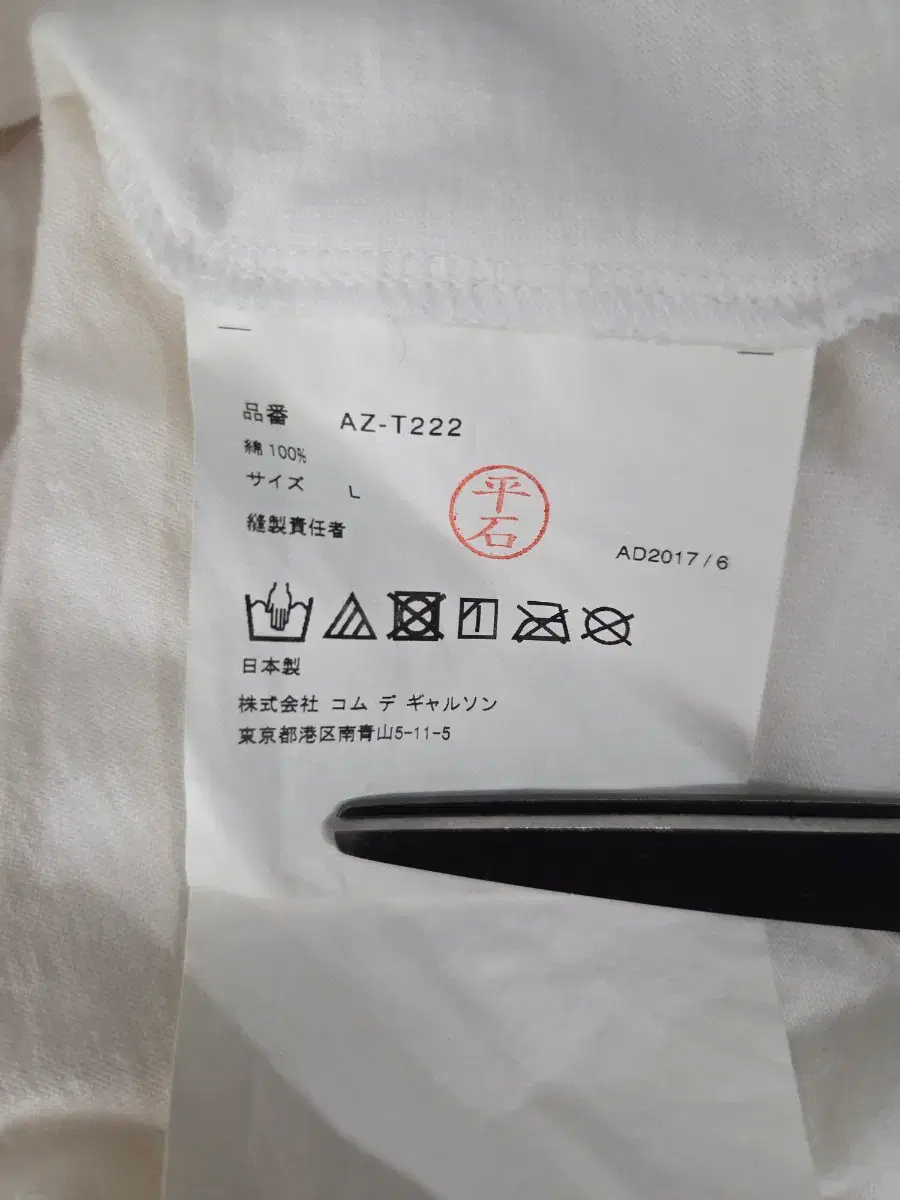 品番 AZ-T222
綿 100%
サイズ L
縫製責任者
平石
AD2017/6
日本製
株式会社 コム デ ギャルソン
東京都港区南青山5-11-5